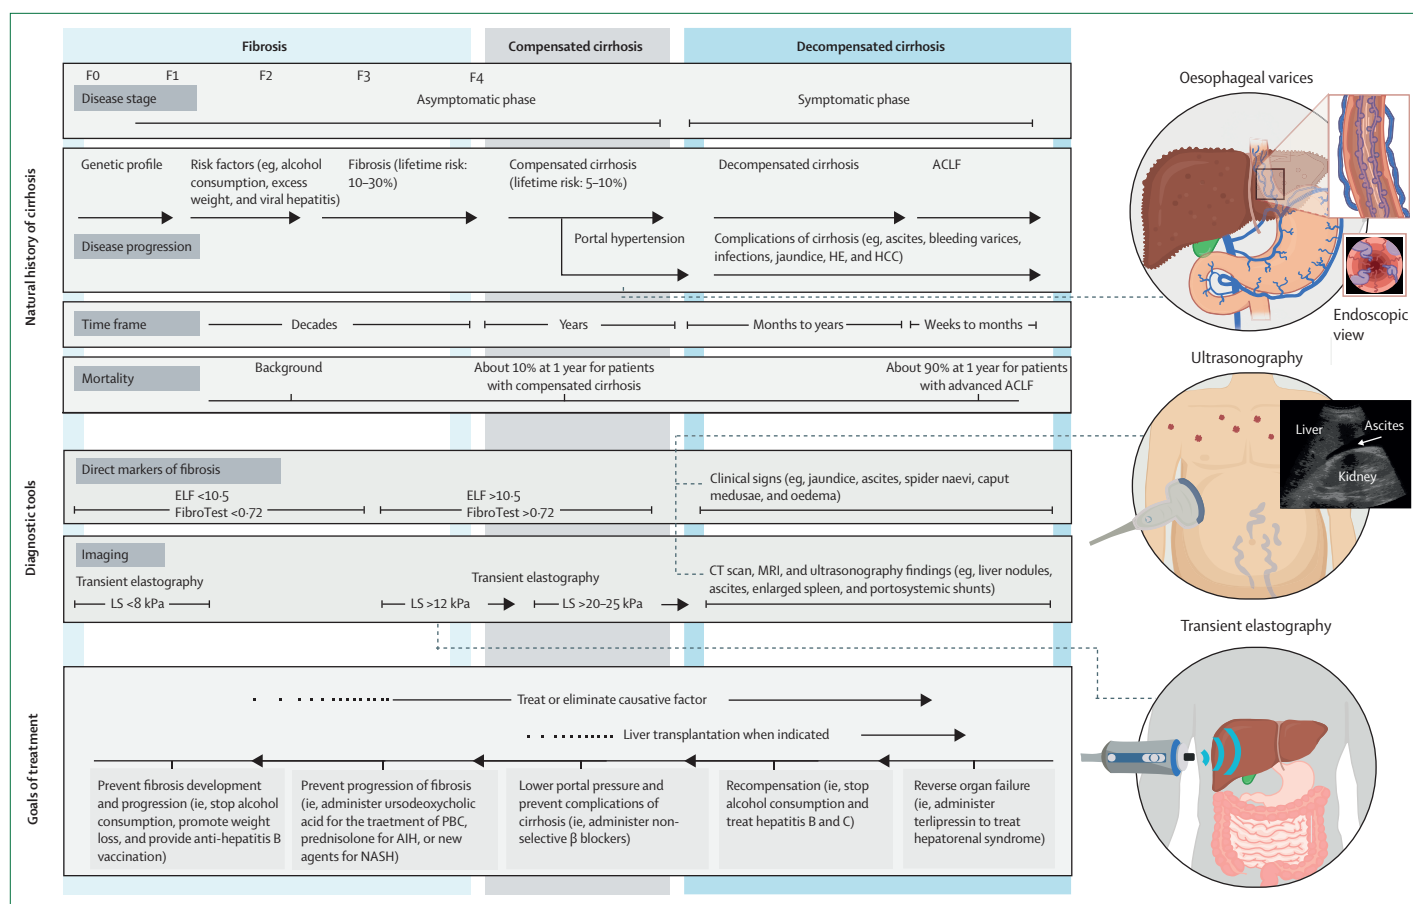 Fibrosis
Compensated cirrhosis
Decompensated cirrhosis
Natural history of cirrhosis
F0
F1
F2
F3
F4
Disease stage
Asymptomatic phase
Symptomatic phase
Genetic profile
Risk factors (eg, alcohol
consumption, excess
weight, and viral hepatitis)
Fibrosis (lifetime risk:
10–30%)
Compensated cirrhosis
(lifetime risk: 5–10%)
Decompensated cirrhosis
ACLF
Disease progression
Portal hypertension
Complications of cirrhosis (eg, ascites, bleeding varices,
infections, jaundice, HE, and HCC)
Time frame
Decades
Years
Months to years
Weeks to months
Mortality
Background
About 10% at 1 year for patients
with compensated cirrhosis
About 90% at 1 year for patients
with advanced ACLF
Diagnostic tools
Direct markers of fibrosis
ELF <10·5
FibroTest <0·72
ELF >10·5
FibroTest >0·72
Clinical signs (eg, jaundice, ascites, spider naevi, caput
medusae, and oedema)
Imaging
Transient elastography
LS <8 kPa
LS >12 kPa
Transient elastography
LS >20–25 kPa
CT scan, MRI, and ultrasonography findings (eg, liver nodules,
ascites, enlarged spleen, and portosystemic shunts)
Goals of treatment
Treat or eliminate causative factor
Liver transplantation when indicated
Prevent fibrosis development
and progression (ie, stop alcohol
consumption, promote weight
loss, and provide anti-hepatitis B
vaccination)
Prevent progression of fibrosis
(ie, administer ursodeoxycholic
acid for the traetment of PBC,
prednisolone for AIH, or new
agents for NASH)
Lower portal pressure and
prevent complications of
cirrhosis (ie, administer non-
selective β blockers)
Recompensation (ie, stop
alcohol consumption and
treat hepatitis B and C)
Reverse organ failure
(ie, administer
terlipressin to treat
hepatorenal syndrome)
Oesophageal varices
Endoscopic
view
Ultrasonography
Liver
Ascites
Kidney
Transient elastography